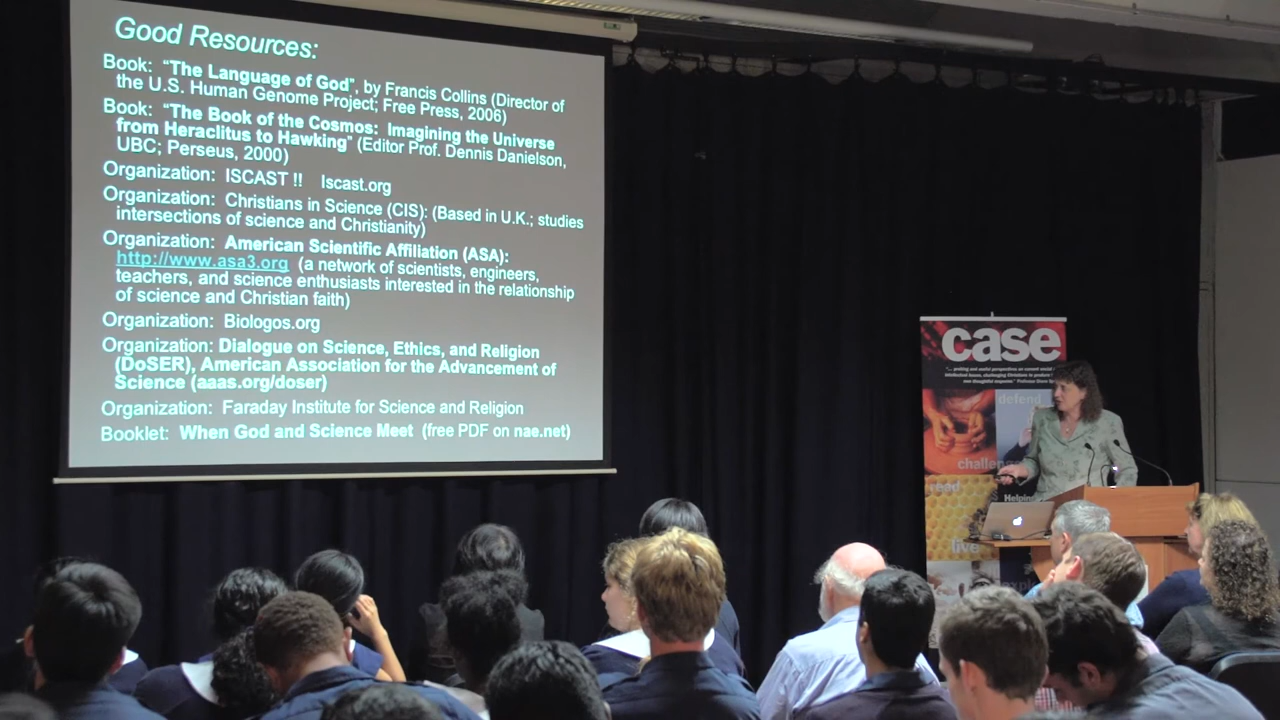 Good Resources:
Book: "The Language of God", by Francis Collins (Director of
the U.S. Human Genome Project; Free Press, 2006)
Book: "The Book of the Cosmos: Imagining the Universe
from Heraclitus to Hawking" (Editor Prof. Dennis Danielson,
UBC; Perseus, 2000)
Organization: ISCAST !! Iscast.org
Organization: Christians in Science (CIS): (Based in U.K.; studies
intersections of science and Christianity)
Organization: American Scientific Affiliation (ASA):
http://www.asa3.org (a network of scientists, engineers,
teachers, and science enthusiasts interested in the relationship
of science and Christian faith)
Organization: Biologos.org
Organization: Dialogue on Science, Ethics, and Religion
(DoSER), American Association for the Advancement of
Science (aaas.org/doser)
Organization: Faraday Institute for Science and Religion
Booklet: When God and Science Meet (free PDF on nae.net)
case
defend
challenge
read
Helping
live